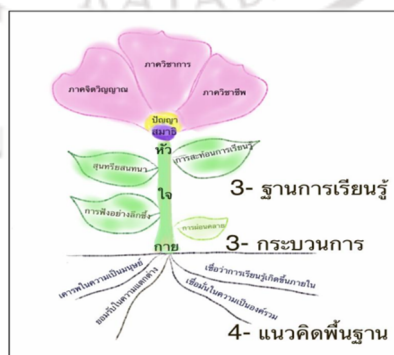 ภาควิชาการ
ภาคจิตวิญญาณ
ภาควิชาชีพ
ปัญญา
สมาธิ
หัว
การสะท้อนการเรียนรู้
สุนทรียสนทนา
3- ฐานการเรียนรู้
ใจ
การฟังอย่างลึกซึ้ง
การผ่อนคลาย
กาย
3- กระบวนการ
เคารพในความเป็นมนุษย์
เชื่อว่าการเรียนรู้เกิดขึ้นภายใน
ยอมรับในความแตกต่าง
เชื่อมั่นในความเป็นองค์รวม
4- แนวคิดพื้นฐาน